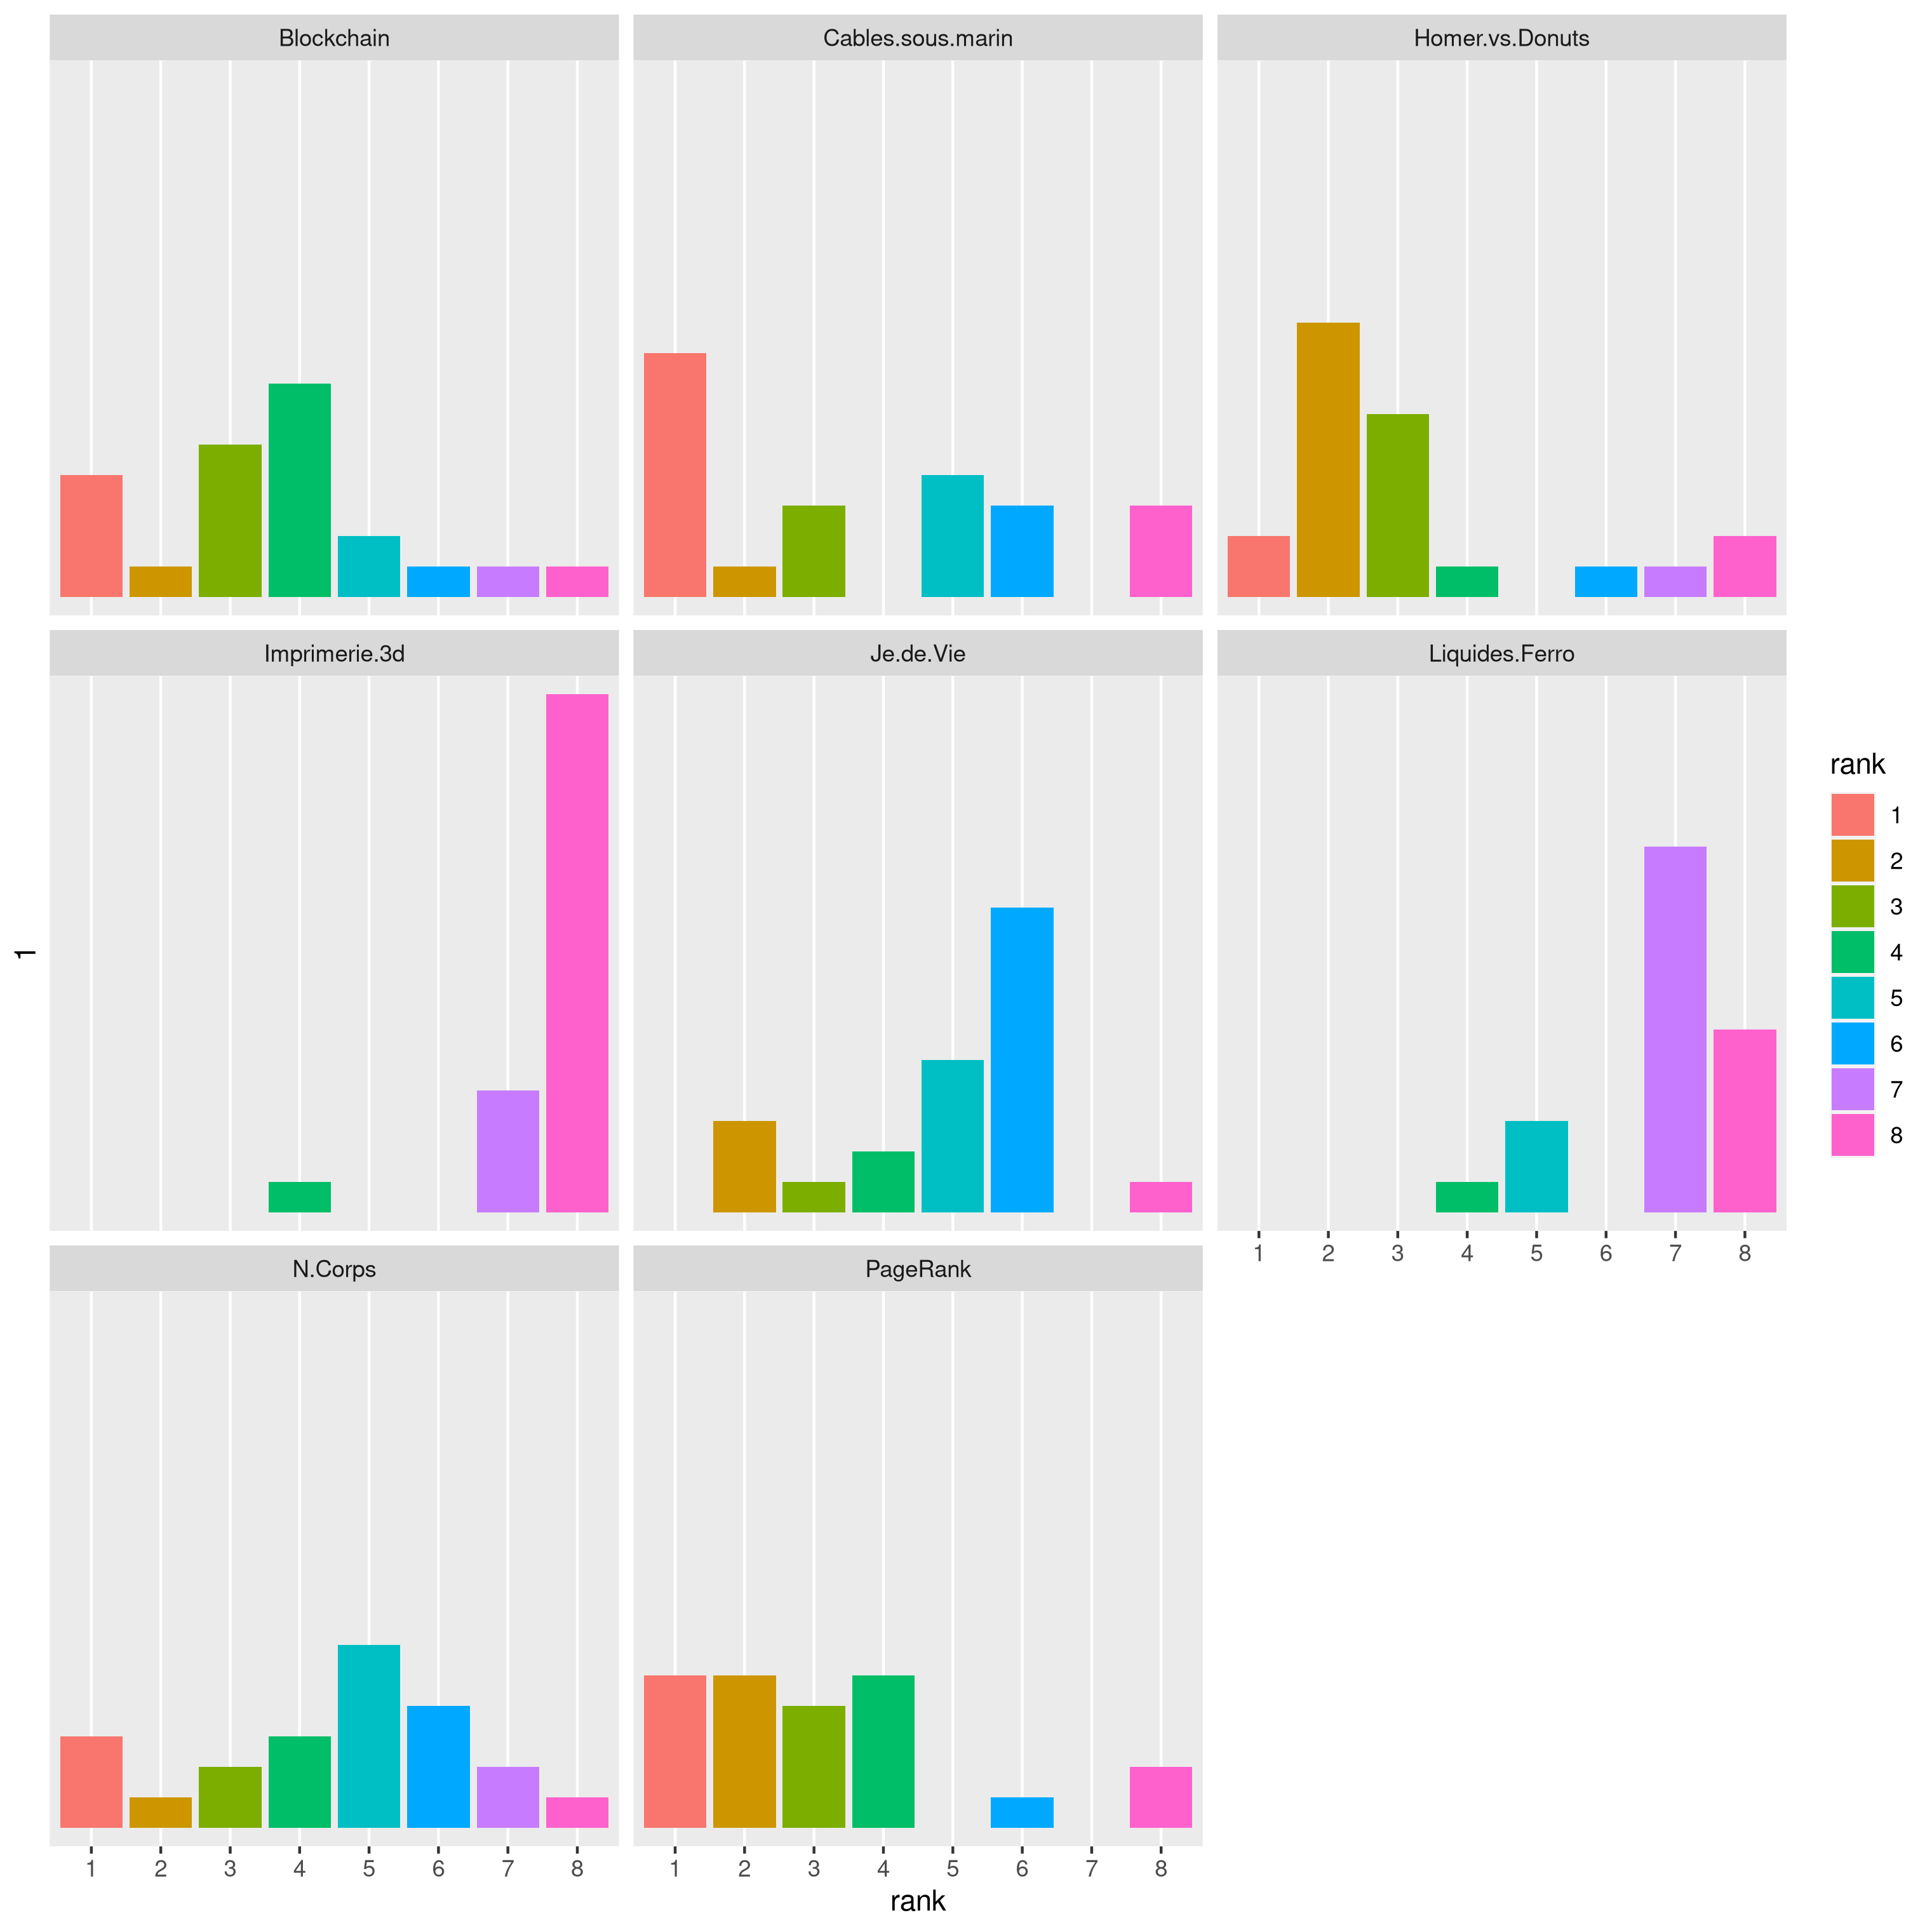 Blockchain
Cables.sous.marin
Homer.vs.Donuts
Imprimerie.3d
Je.de.Vie
Liquides.Ferro
1 2 3 4 5 6 7 8
N.Corps
PageRank
1 2 3 4 5 6 7 8
1 2 3 4 5 6 7 8
rank
1
rank
1
2
3
4
5
6
7
8